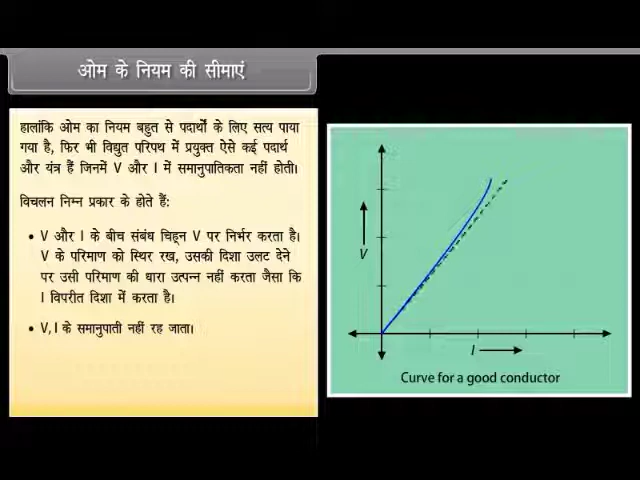 ओम के नियम की सीमाएं
हालांकि ओम का नियम बहुत से पदार्थों के लिए सत्य पाया
गया है, फिर भी विद्युत परिपथ में प्रयुक्त ऐसे कई पदार्थ
और यंत्र हैं जिनमें V और I में समानुपातिकता नहीं होती।
विचलन निम्न प्रकार के होते हैं:
• V और I के बीच संबंध चिह्न V पर निर्भर करता है।
V के परिमाण को स्थिर रख, उसकी दिशा उलट देने
पर उसी परिमाण की धारा उत्पन्न नहीं करता जैसा कि
I विपरीत दिशा में करता है।
• V, I के समानुपाती नहीं रह जाता।
V
I
Curve for a good conductor